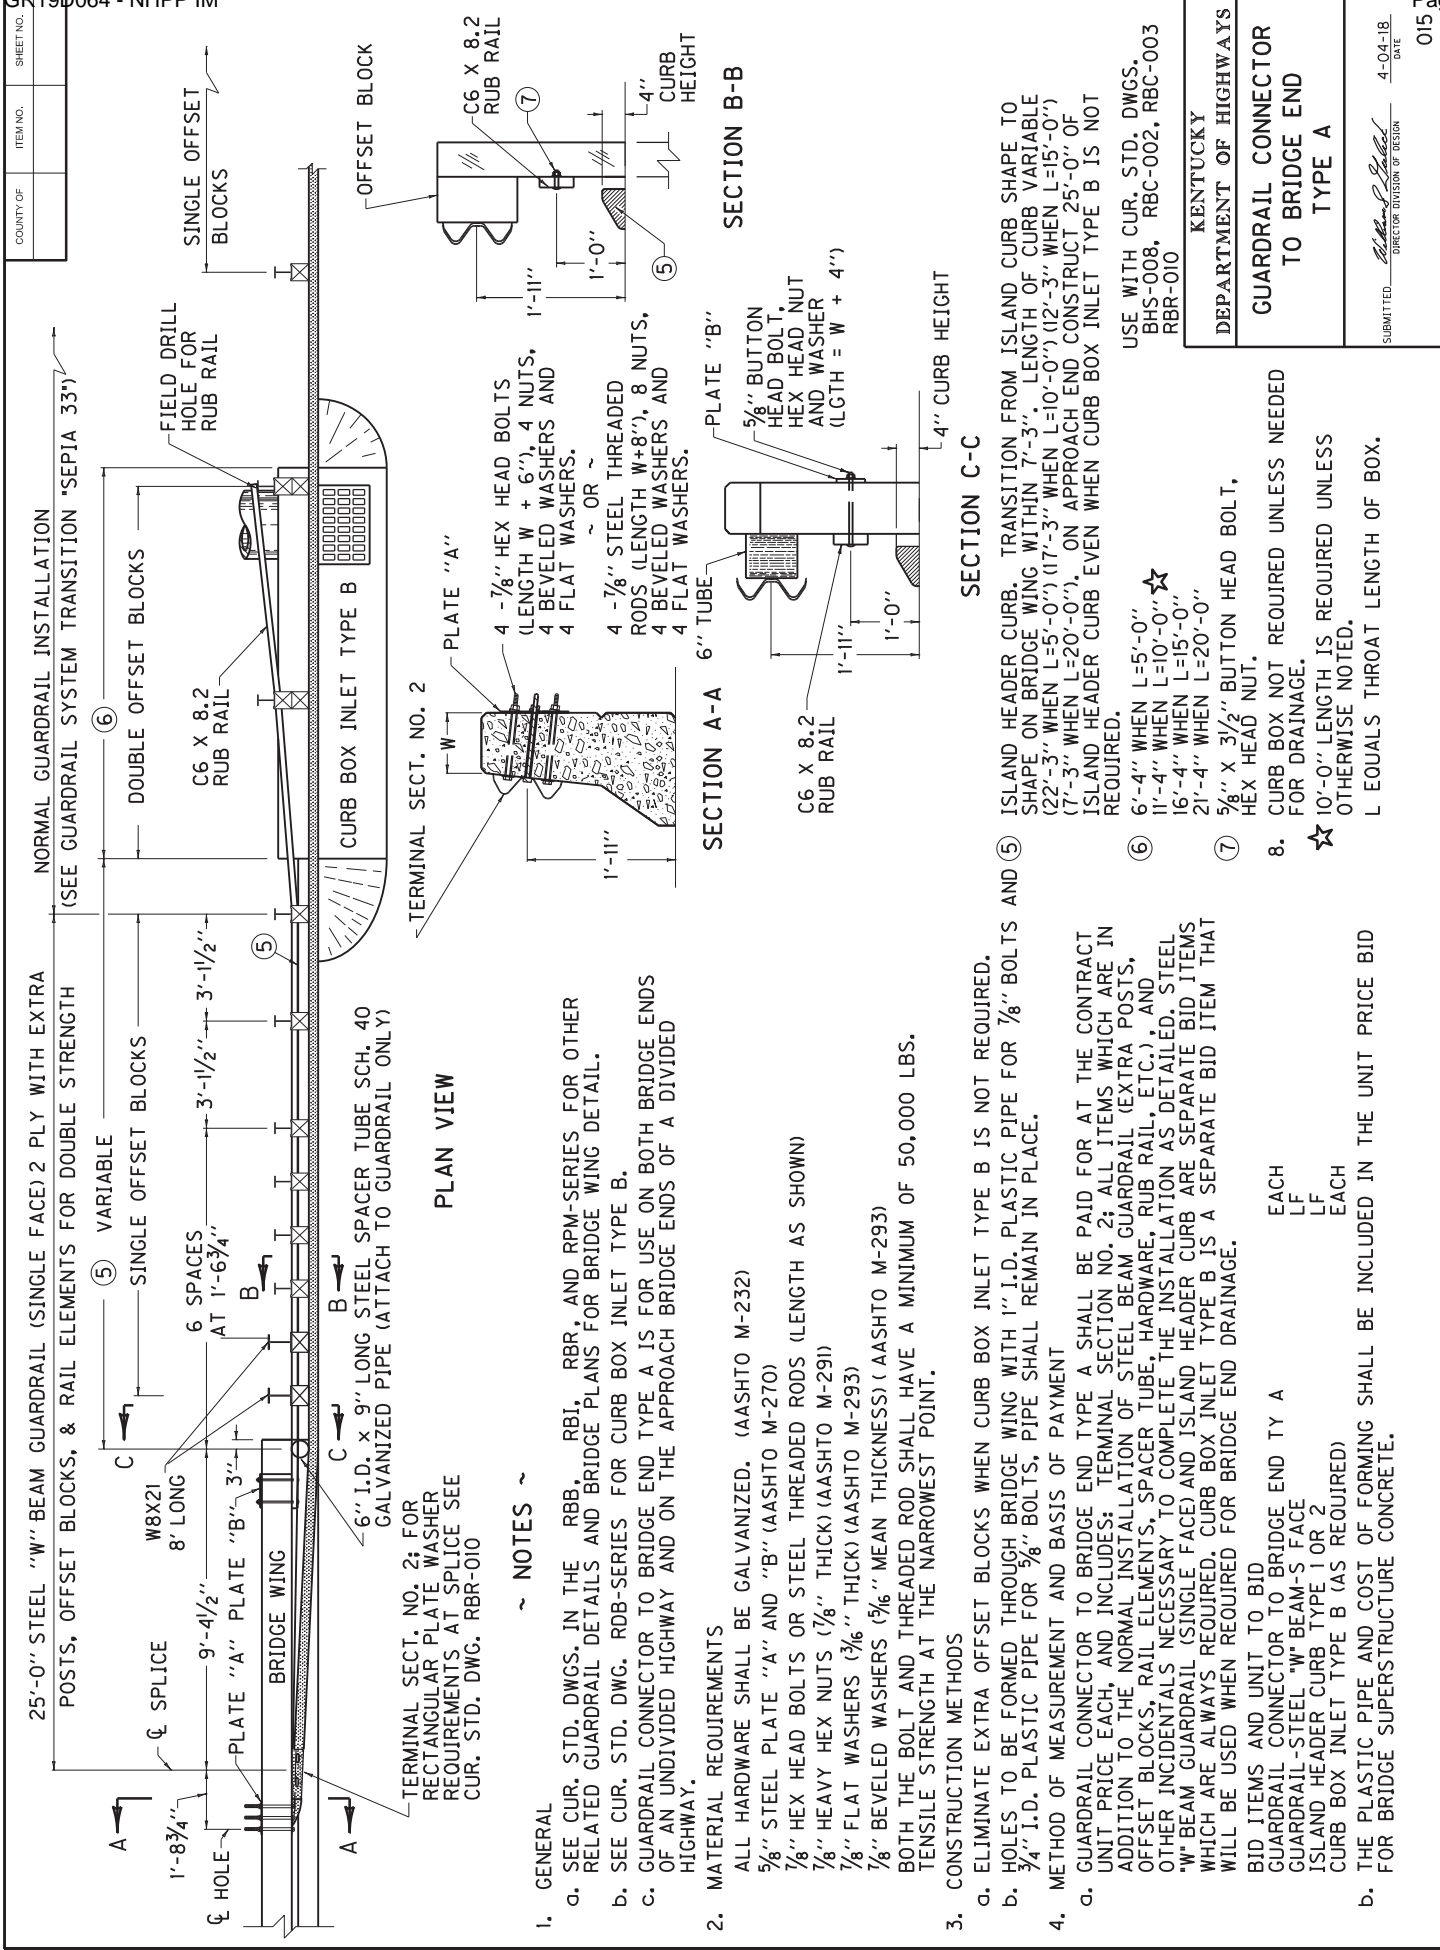 GR19D064 - NHPP IM
Pag
015
COUNTY OF
ITEM NO.
SHEET NO.
25'-0" STEEL "W" BEAM GUARDRAIL (SINGLE FACE) 2 PLY WITH EXTRA
POSTS, OFFSET BLOCKS, & RAIL ELEMENTS FOR DOUBLE STRENGTH
NORMAL GUARDRAIL INSTALLATION
(SEE GUARDRAIL SYSTEM TRANSITION "SEPIA 33")
5 VARIABLE
6
SINGLE OFFSET BLOCKS
DOUBLE OFFSET BLOCKS
SINGLE OFFSET
BLOCKS
℄ SPLICE
9'-4 1/2"
1'-8 3/4"
℄ HOLE
W8X21
8' LONG
PLATE "A"
PLATE "B"
3"
6 SPACES
AT 1'-6 3/4"
3'-1 1/2"
3'-1 1/2"
5
C6 X 8.2
RUB RAIL
FIELD DRILL
HOLE FOR
RUB RAIL
BRIDGE WING
CURB BOX INLET TYPE B
A
A
B
B
C
C
TERMINAL SECT. NO. 2; FOR
RECTANGULAR PLATE WASHER
REQUIREMENTS AT SPLICE SEE
CUR. STD. DWG. RBR-010
6" I.D. x 9" LONG STEEL SPACER TUBE SCH. 40
GALVANIZED PIPE (ATTACH TO GUARDRAIL ONLY)
PLAN VIEW
TERMINAL SECT. NO. 2
PLATE "A"
W
1'-11"
4 - 7/8" HEX HEAD BOLTS
(LENGTH W + 6"), 4 NUTS,
4 BEVELED WASHERS AND
4 FLAT WASHERS.
~ OR ~
4 - 7/8" STEEL THREADED
RODS (LENGTH W+8"), 8 NUTS,
4 BEVELED WASHERS AND
4 FLAT WASHERS.
SECTION A-A
OFFSET BLOCK
C6 X 8.2
RUB RAIL
7
1'-11"
1'-0"
5
4"
CURB
HEIGHT
SECTION B-B
6" TUBE
PLATE "B"
5/8" BUTTON
HEAD BOLT,
HEX HEAD NUT
AND WASHER
(LGTH = W + 4")
C6 X 8.2
RUB RAIL
1'-11"
1'-0"
4" CURB HEIGHT
SECTION C-C
~ NOTES ~
1. GENERAL
a. SEE CUR. STD. DWGS. IN THE RBB, RBI, RBR, AND RPM-SERIES FOR OTHER
RELATED GUARDRAIL DETAILS AND BRIDGE PLANS FOR BRIDGE WING DETAIL.
b. SEE CUR. STD. DWG. RDB-SERIES FOR CURB BOX INLET TYPE B.
c. GUARDRAIL CONNECTOR TO BRIDGE END TYPE A IS FOR USE ON BOTH BRIDGE ENDS
OF AN UNDIVIDED HIGHWAY AND ON THE APPROACH BRIDGE ENDS OF A DIVIDED
HIGHWAY.
2. MATERIAL REQUIREMENTS
ALL HARDWARE SHALL BE GALVANIZED. (AASHTO M-232)
5/8" STEEL PLATE "A" AND "B" (AASHTO M-270)
7/8" HEX HEAD BOLTS OR STEEL THREADED RODS (LENGTH AS SHOWN)
7/8" HEAVY HEX NUTS (7/8" THICK) (AASHTO M-291)
7/8" FLAT WASHERS (3/16" THICK) (AASHTO M-293)
7/8" BEVELED WASHERS (5/16" MEAN THICKNESS) (AASHTO M-293)
BOTH THE BOLT AND THREADED ROD SHALL HAVE A MINIMUM OF 50,000 LBS.
TENSILE STRENGTH AT THE NARROWEST POINT.
3. CONSTRUCTION METHODS
a. ELIMINATE EXTRA OFFSET BLOCKS WHEN CURB BOX INLET TYPE B IS NOT REQUIRED.
b. HOLES TO BE FORMED THROUGH BRIDGE WING WITH 1" I.D. PLASTIC PIPE FOR 7/8" BOLTS AND
3/4" I.D. PLASTIC PIPE FOR 5/8" BOLTS, PIPE SHALL REMAIN IN PLACE.
4. METHOD OF MEASUREMENT AND BASIS OF PAYMENT
a. GUARDRAIL CONNECTOR TO BRIDGE END TYPE A SHALL BE PAID FOR AT THE CONTRACT
UNIT PRICE EACH, AND INCLUDES: TERMINAL SECTION NO. 2; ALL ITEMS WHICH ARE IN
ADDITION TO THE NORMAL INSTALLATION OF STEEL BEAM GUARDRAIL (EXTRA POSTS,
OFFSET BLOCKS, RAIL ELEMENTS, SPACER TUBE, HARDWARE, RUB RAIL, ETC.), AND
OTHER INCIDENTALS NECESSARY TO COMPLETE THE INSTALLATION AS DETAILED. STEEL
"W" BEAM GUARDRAIL (SINGLE FACE) AND ISLAND HEADER CURB ARE SEPARATE BID ITEMS
WHICH ARE ALWAYS REQUIRED. CURB BOX INLET TYPE B IS A SEPARATE BID ITEM THAT
WILL BE USED WHEN REQUIRED FOR BRIDGE END DRAINAGE.
BID ITEMS AND UNIT TO BID
GUARDRAIL CONNECTOR TO BRIDGE END TY A EACH
GUARDRAIL-STEEL "W" BEAM-S FACE LF
ISLAND HEADER CURB TYPE 1 OR 2 LF
CURB BOX INLET TYPE B (AS REQUIRED) EACH
b. THE PLASTIC PIPE AND COST OF FORMING SHALL BE INCLUDED IN THE UNIT PRICE BID
FOR BRIDGE SUPERSTRUCTURE CONCRETE.
5 ISLAND HEADER CURB. TRANSITION FROM ISLAND CURB SHAPE TO
SHAPE ON BRIDGE WING WITHIN 7'-3". LENGTH OF CURB VARIABLE
(22'-3" WHEN L=5'-0") (17'-3" WHEN L=10'-0") (12'-3" WHEN L=15'-0")
(7'-3" WHEN L=20'-0"). ON APPROACH END CONSTRUCT 25'-0" OF
ISLAND HEADER CURB EVEN WHEN CURB BOX INLET TYPE B IS NOT
REQUIRED.
6 6'-4" WHEN L=5'-0"
11'-4" WHEN L=10'-0" ☆
16'-4" WHEN L=15'-0"
21'-4" WHEN L=20'-0"
7 5/8" X 3 1/2" BUTTON HEAD BOLT,
HEX HEAD NUT.
8. CURB BOX NOT REQUIRED UNLESS NEEDED
FOR DRAINAGE.
☆ 10'-0" LENGTH IS REQUIRED UNLESS
OTHERWISE NOTED.
L EQUALS THROAT LENGTH OF BOX.
USE WITH CUR. STD. DWGS.
BHS-008, RBC-002, RBC-003
RBR-010
KENTUCKY
DEPARTMENT OF HIGHWAYS
GUARDRAIL CONNECTOR
TO BRIDGE END
TYPE A
SUBMITTED
DIRECTOR DIVISION OF DESIGN
4-04-18
DATE